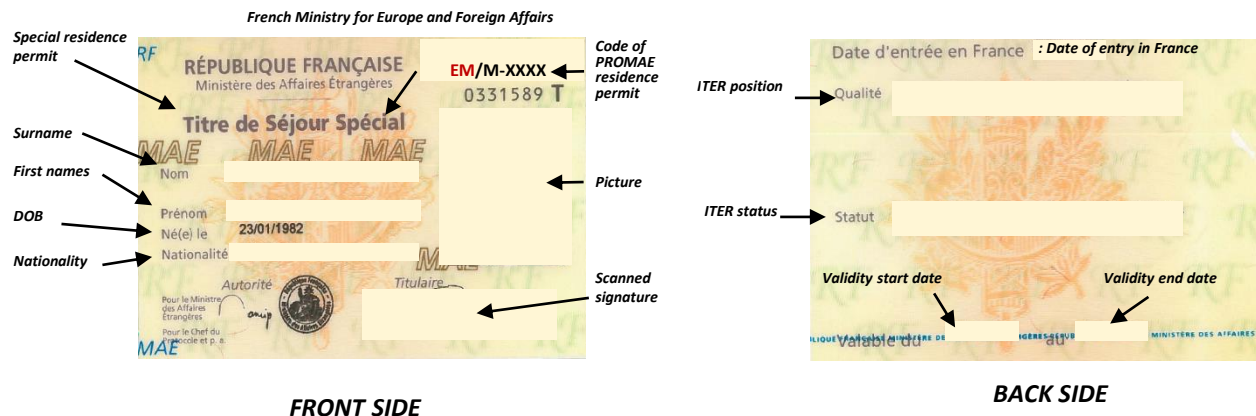 French Ministry for Europe and Foreign Affairs
Special residence
permit
RF
RÉPUBLIQUE FRANÇAISE
Ministère des Affaires Étrangères
EM/M-XXXX
0331589 T
Code of
PROMAE
residence
permit
Titre de Séjour Spécial
MAE MAE MAE
Surname
Nom
First names
Prénom
DOB
Né(e) le 23/01/1982
Nationality
Nationalité
MAE
Picture
Autorité
Titulaire
Scanned
signature
Pour le Ministre
des Affaires
Étrangères
Pour le Chef du
Protocole et p. a.
MAE
FRONT SIDE
Date d'entrée en France : Date of entry in France
ITER position
Qualité
RF
ITER status
Statut
Validity start date
Validity end date
MINISTÈRE DES AFFAIRES
Valable du au
BACK SIDE